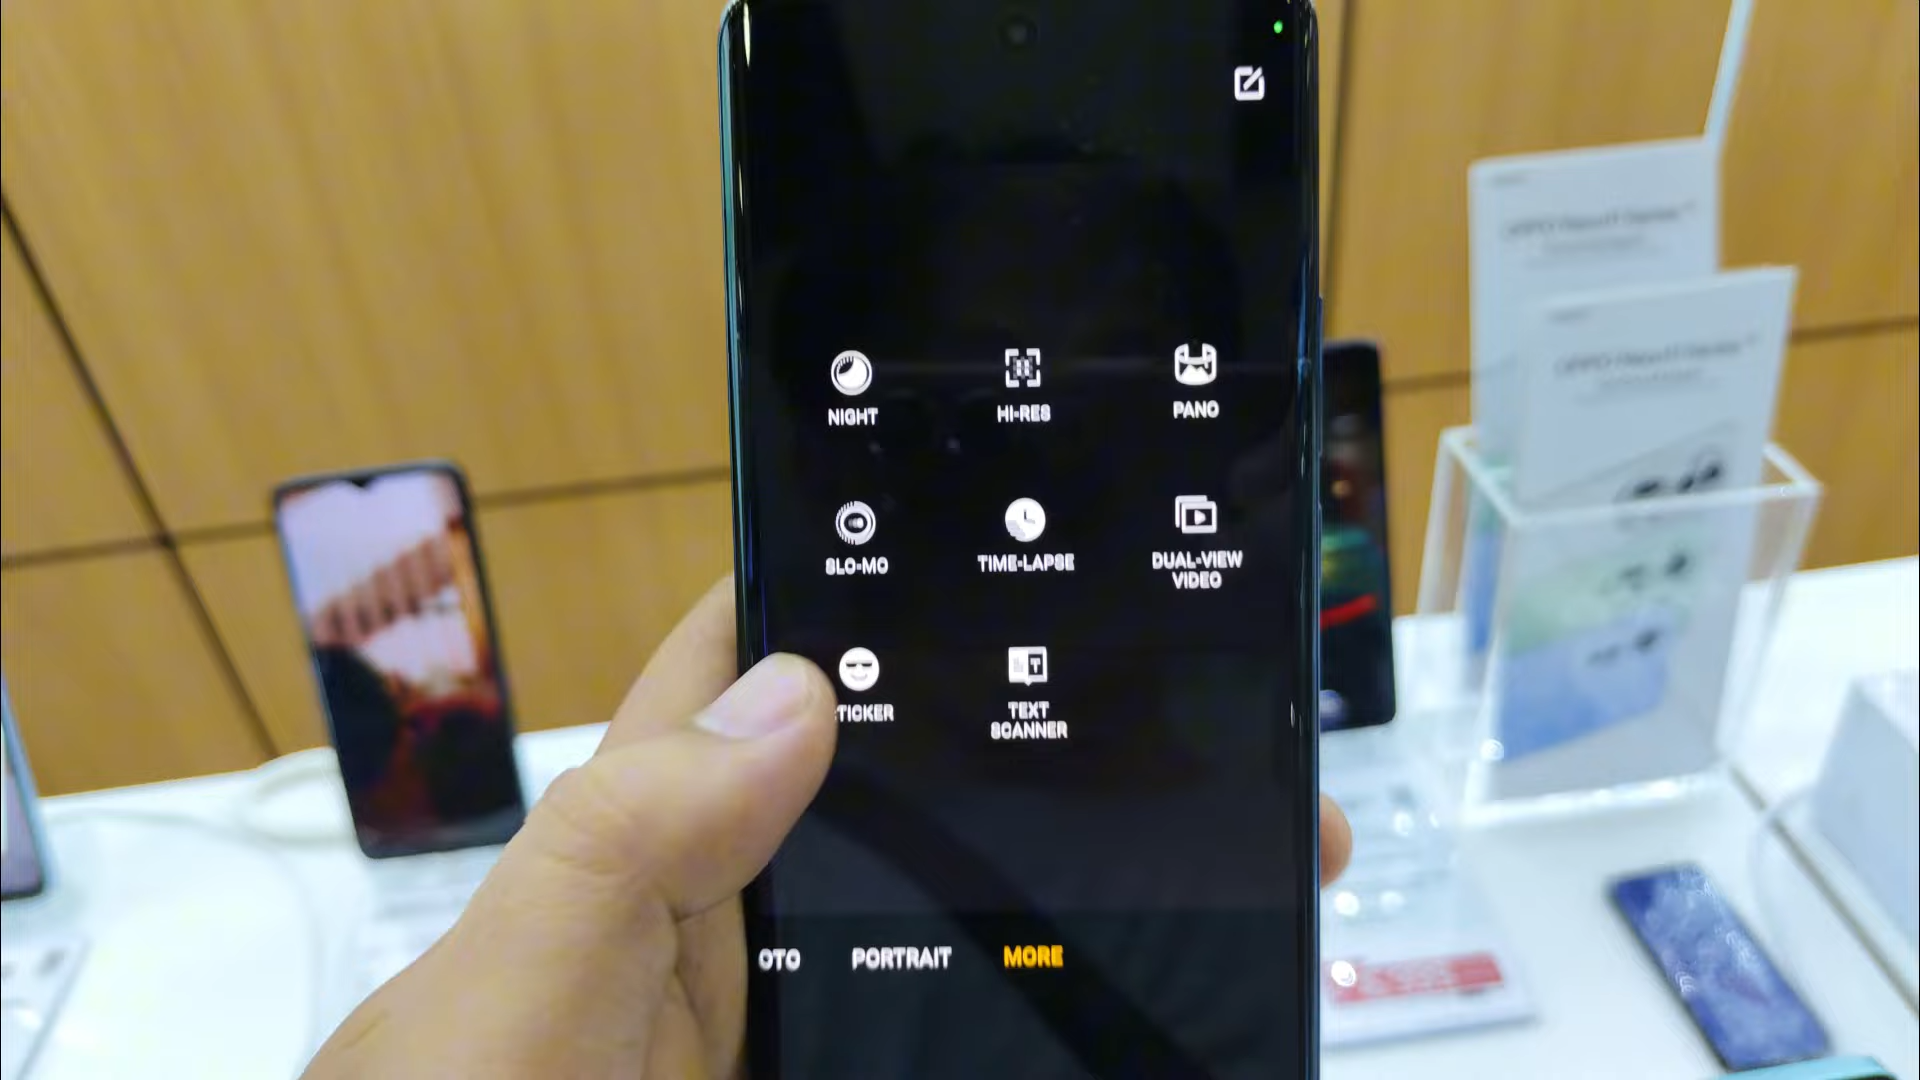 NIGHT
HI-RES
PANO
SLO-MO
TIME-LAPSE
DUAL-VIEW
VIDEO
TICKER
TEXT
SCANNER
OTO
PORTRAIT
MORE